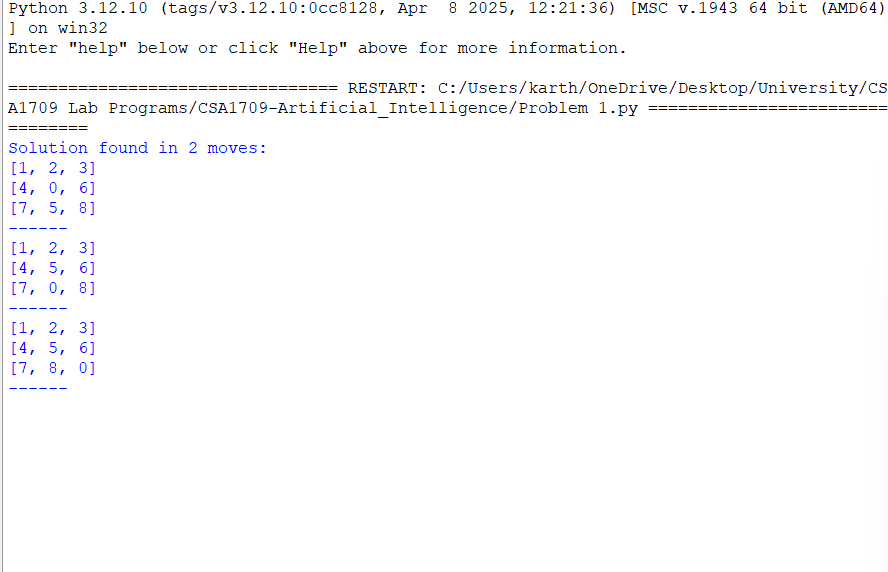 Python 3.12.10 (tags/v3.12.10:0cc8128, Apr  8 2025, 12:21:36) [MSC v.1943 64 bit (AMD64)
] on win32
Enter "help" below or click "Help" above for more information.
================================= RESTART: C:/Users/karth/OneDrive/Desktop/University/CS
A1709 Lab Programs/CSA1709-Artificial_Intelligence/Problem 1.py ========================
========
Solution found in 2 moves:
[1, 2, 3]
[4, 0, 6]
[7, 5, 8]
------
[1, 2, 3]
[4, 5, 6]
[7, 0, 8]
------
[1, 2, 3]
[4, 5, 6]
[7, 8, 0]
------